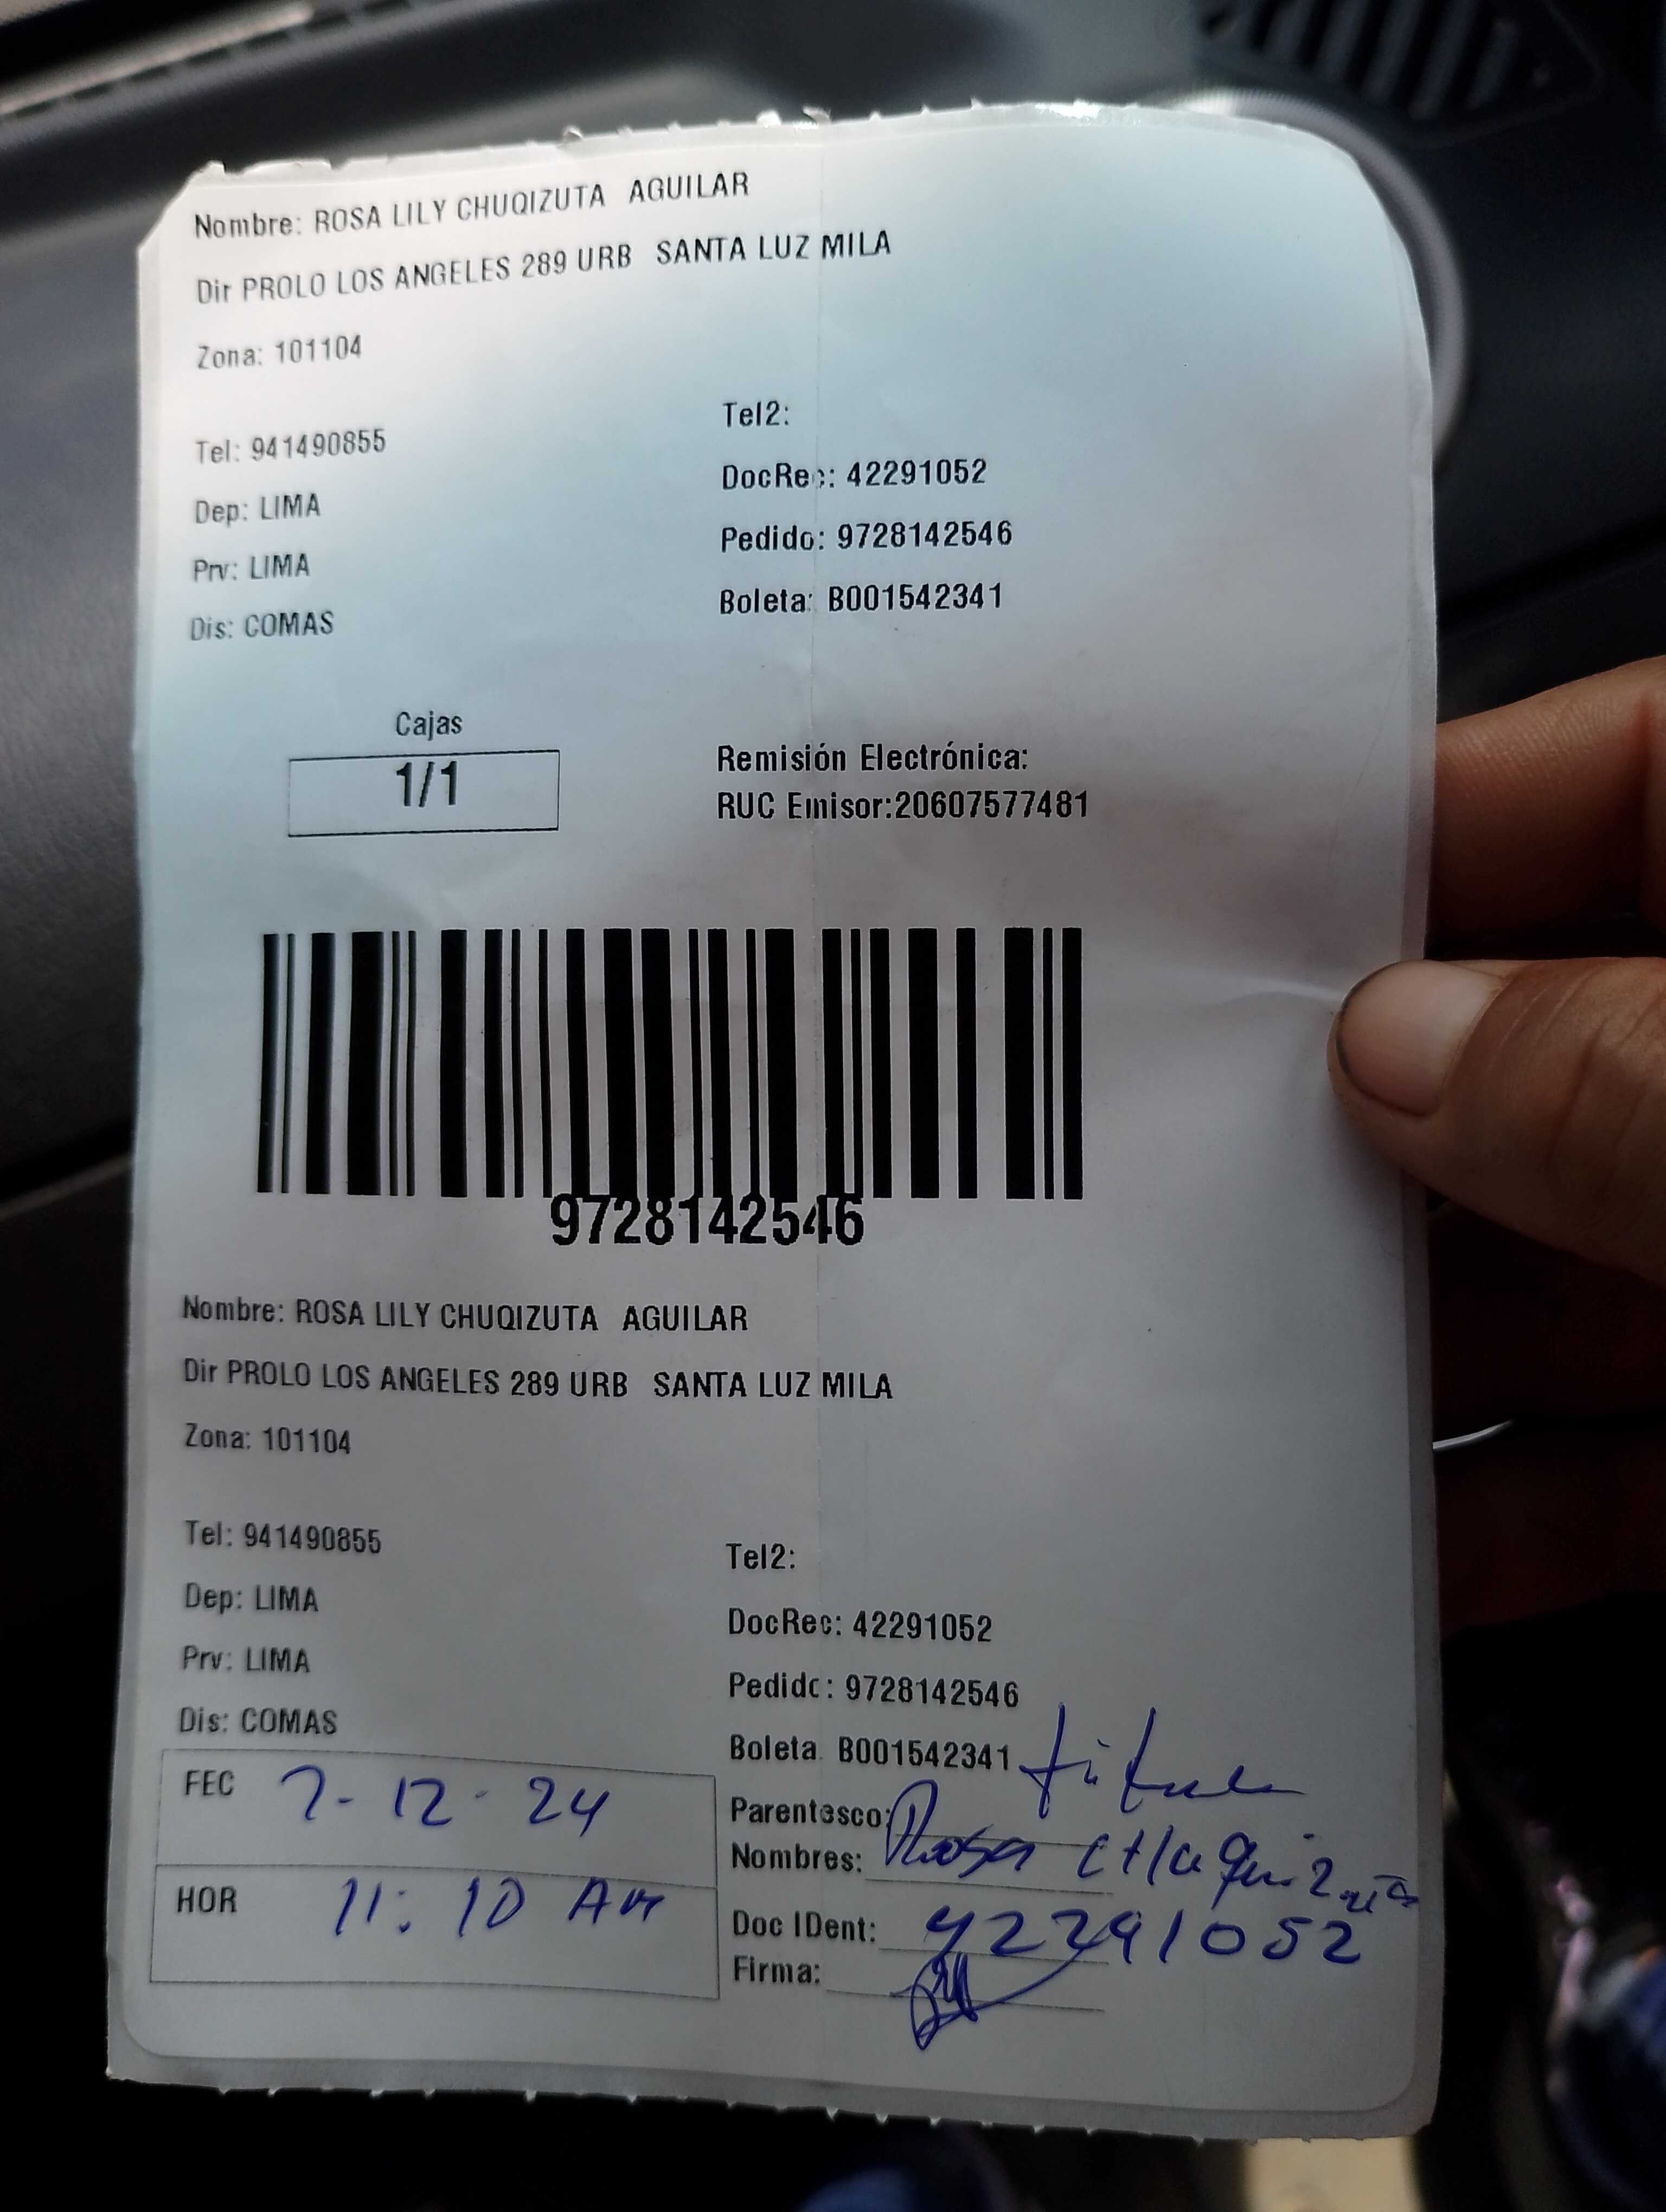 Nombre: ROSA LILY CHUQIZUTA AGUILAR
Dir PROLO LOS ANGELES 289 URB SANTA LUZ MILA
Zona: 101104
Tel: 941490855
Tel2:
Dep: LIMA
DocRec: 42291052
Prv: LIMA
Pedido: 9728142546
Dis: COMAS
Boleta: B001542341
Cajas
1/1
Remisión Electrónica:
RUC Emisor:20607577481
9728142546
Nombre: ROSA LILY CHUQIZUTA AGUILAR
Dir PROLO LOS ANGELES 289 URB SANTA LUZ MILA
Zona: 101104
Tel: 941490855
Tel2:
Dep: LIMA
DocRec: 42291052
Prv: LIMA
Pedido: 9728142546
Dis: COMAS
Boleta B001542341
FEC 7-12-24
Parentesco:
Nombres: Rosa
HOR 11:10 Am
Doc IDent: 42291052
Firma: